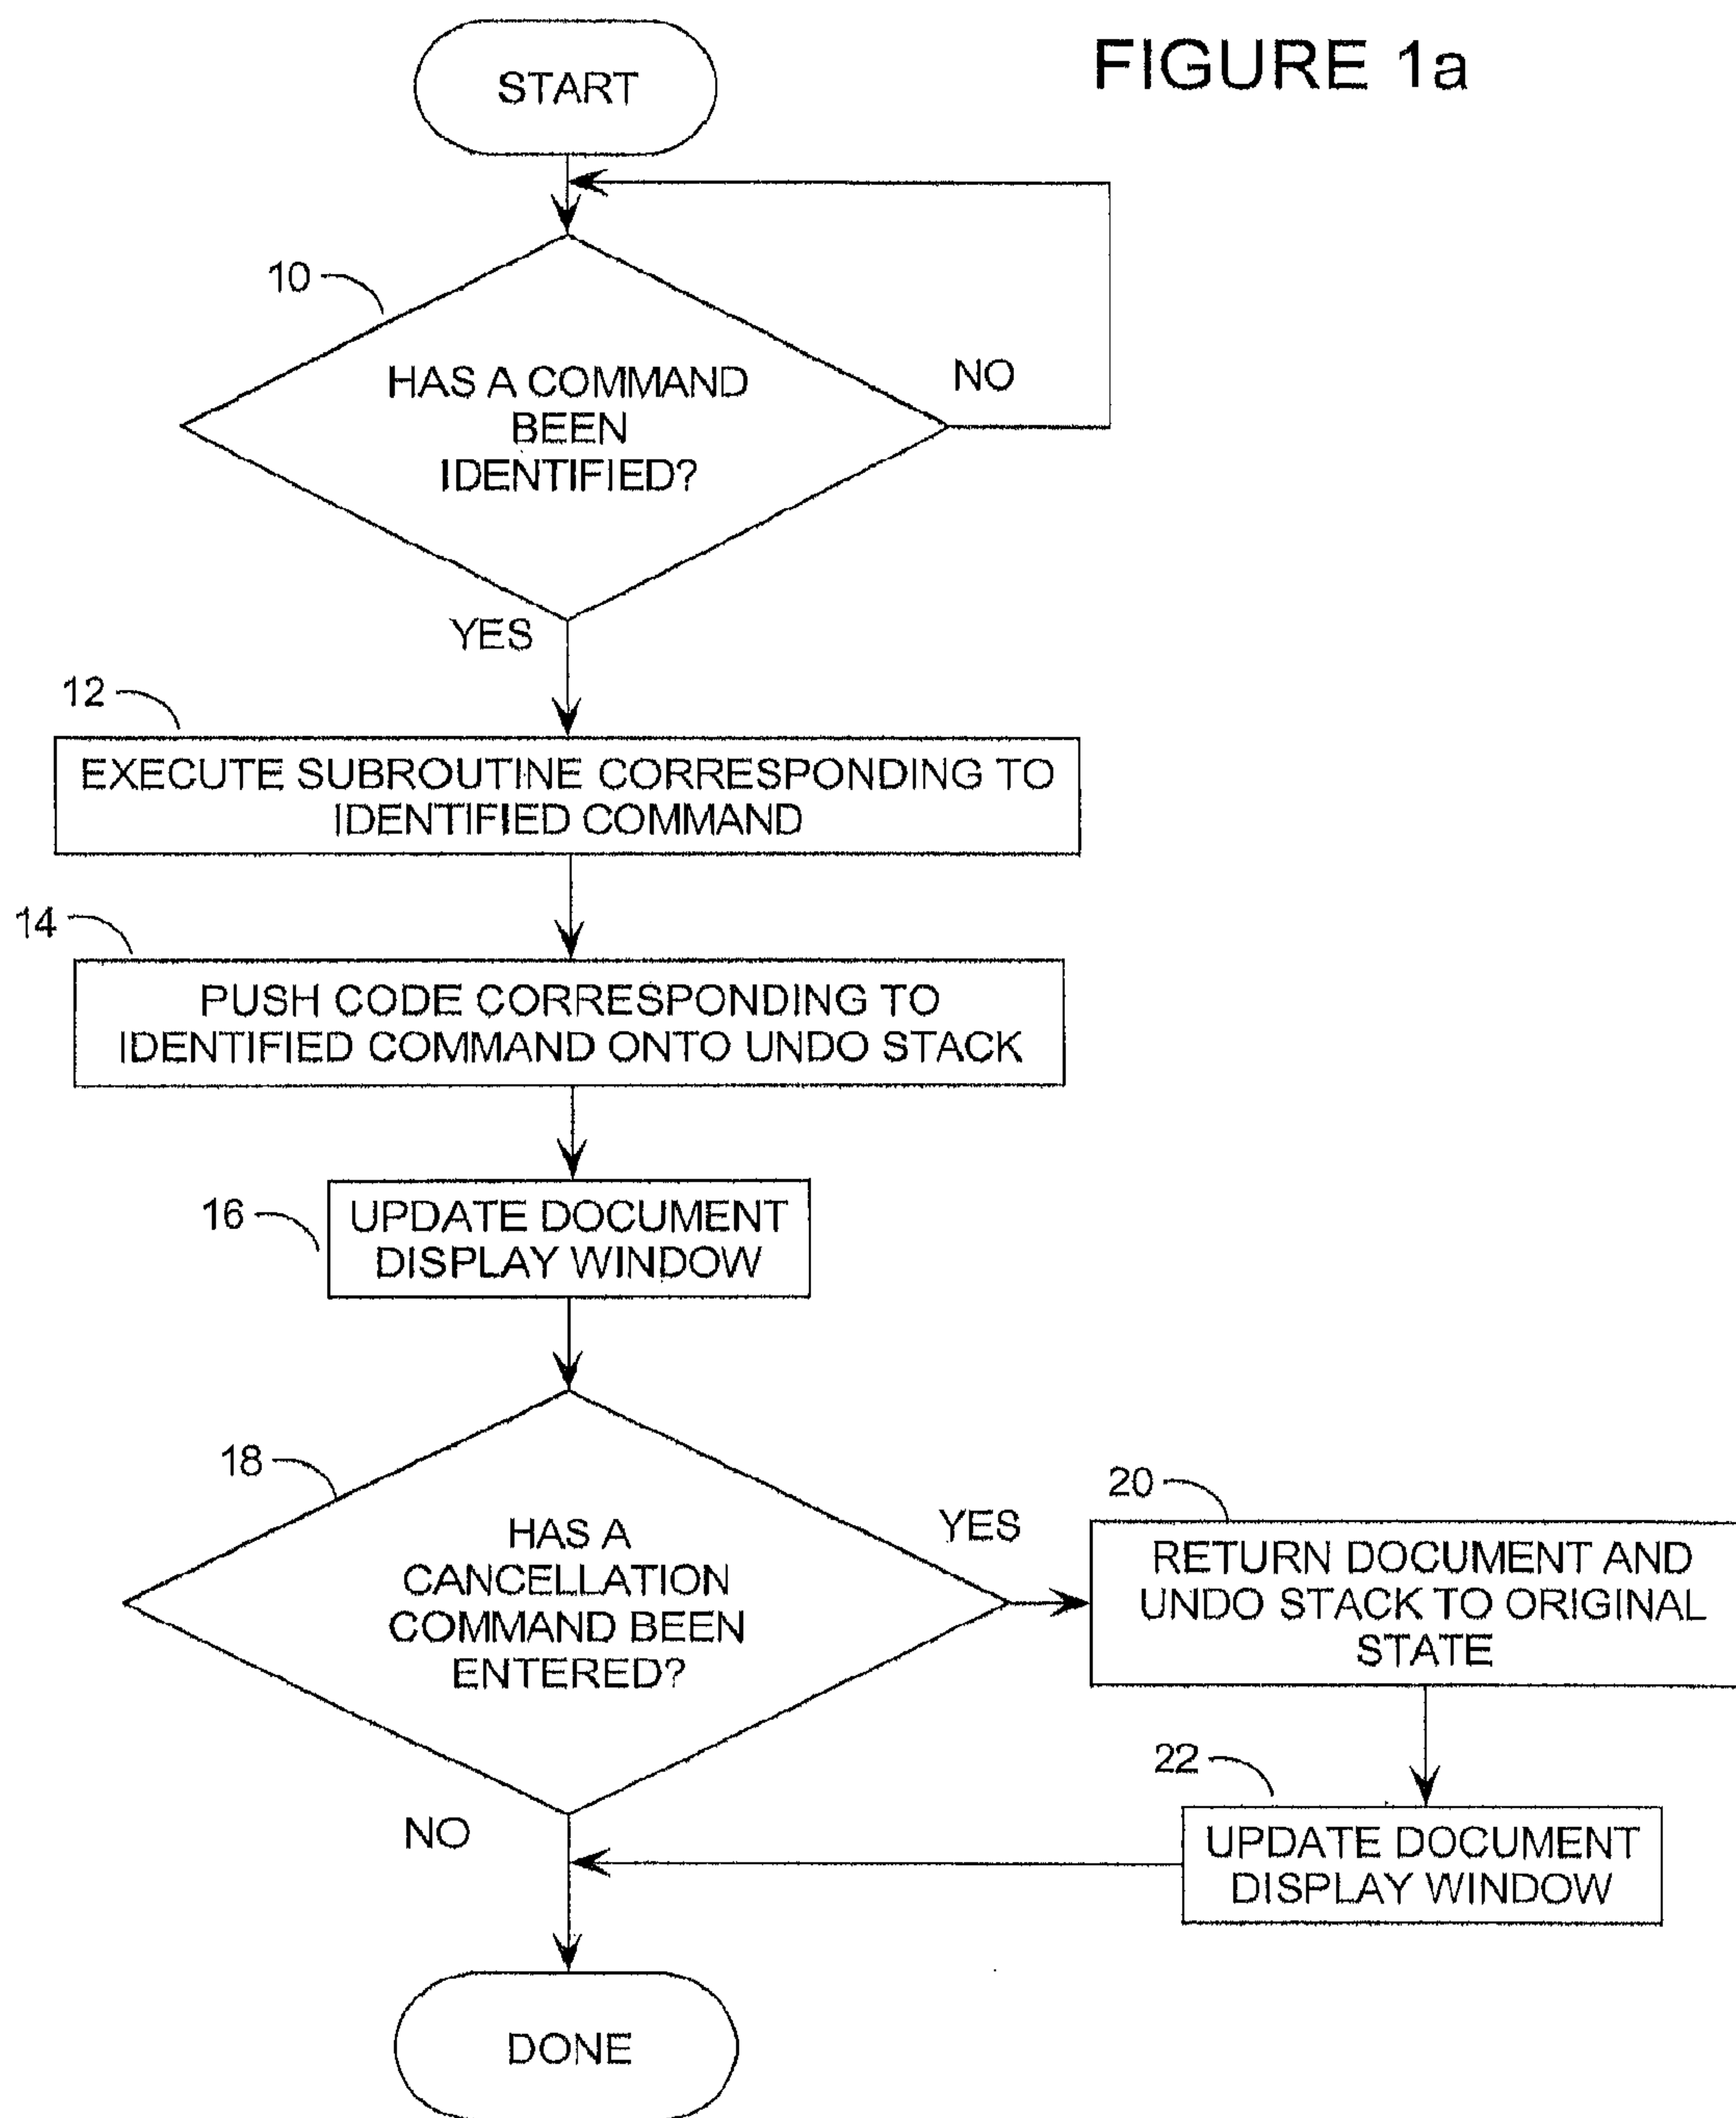 FIGURE 1a
START
10
HAS A COMMAND
BEEN
IDENTIFIED?
NO
YES
12
EXECUTE SUBROUTINE CORRESPONDING TO
IDENTIFIED COMMAND
14
PUSH CODE CORRESPONDING TO
IDENTIFIED COMMAND ONTO UNDO STACK
16
UPDATE DOCUMENT
DISPLAY WINDOW
18
HAS A
CANCELLATION
COMMAND BEEN
ENTERED?
YES
20
RETURN DOCUMENT AND
UNDO STACK TO ORIGINAL
STATE
22
UPDATE DOCUMENT
DISPLAY WINDOW
NO
DONE